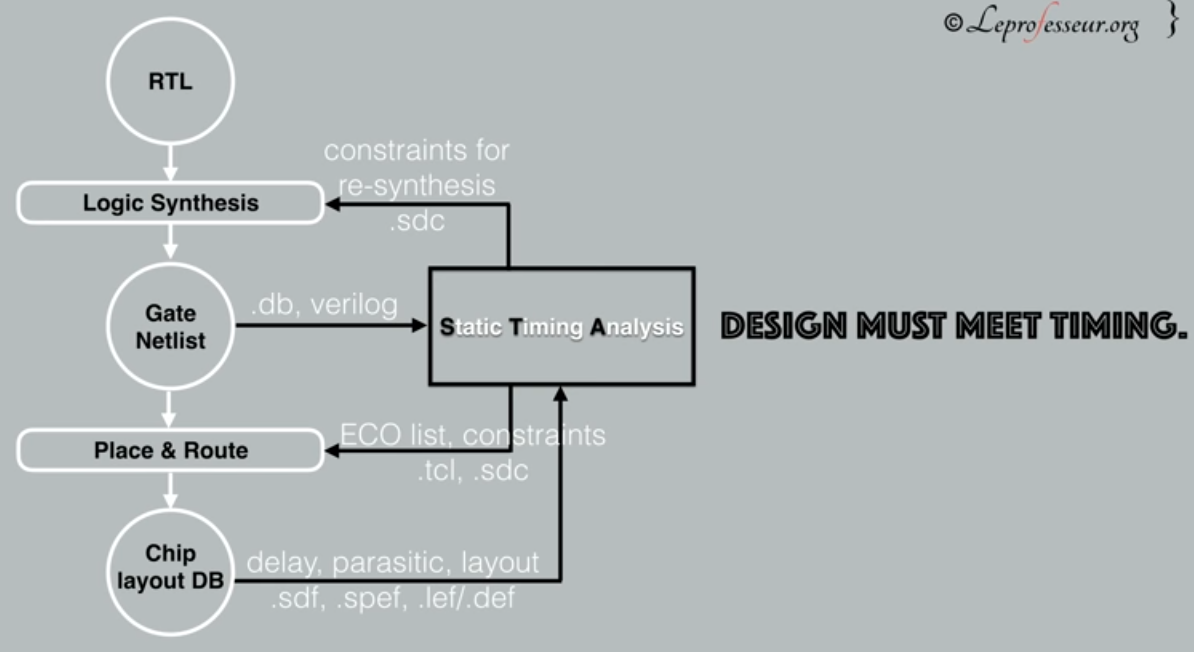 © Leprofesseur.org }
RTL
constraints for
re-synthesis
.sdc
Logic Synthesis
Gate
Netlist
.db, verilog
Static Timing Analysis
DESIGN MUST MEET TIMING.
ECO list, constraints
.tcl, .sdc
Place & Route
Chip
layout DB
delay, parasitic, layout
.sdf, .spef, .lef/.def